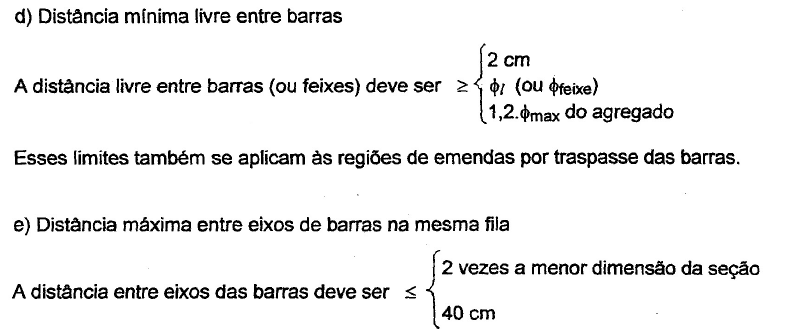 d) Distância mínima livre entre barras
2 cm
A distância livre entre barras (ou feixes) deve ser ≥ { ϕl (ou ϕfeixe)
1,2.ϕmax do agregado
Esses limites também se aplicam às regiões de emendas por traspasse das barras.
e) Distância máxima entre eixos de barras na mesma fila
2 vezes a menor dimensão da seção
A distância entre eixos das barras deve ser ≤ {
40 cm